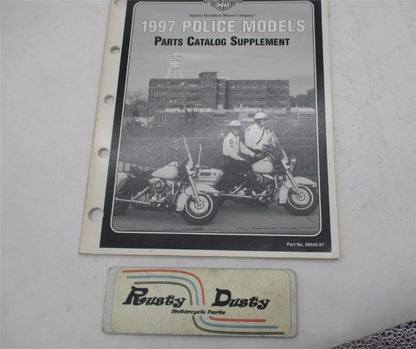 Harley-Davidson Motor Company
1997 POLICE MODELS
PARTS CATALOG SUPPLEMENT
Part No. 99545-97
Rusty Dusty
Motorcycle Parts